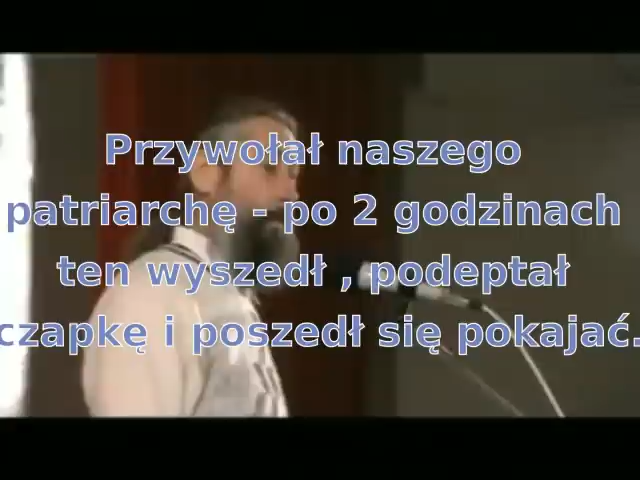 Przywołał naszego
patriarchę - po 2 godzinach
ten wyszedł , podeptał
czapkę i poszedł się pokajać.